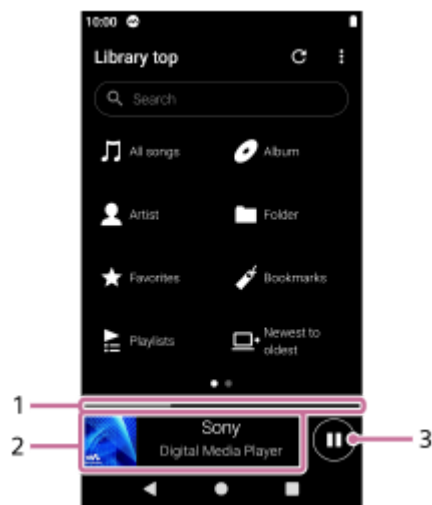 10:00
Library top
Search
All songs
Album
Artist
Folder
Favorites
Bookmarks
Playlists
Newest to
oldest
1
2
Sony
Digital Media Player
3